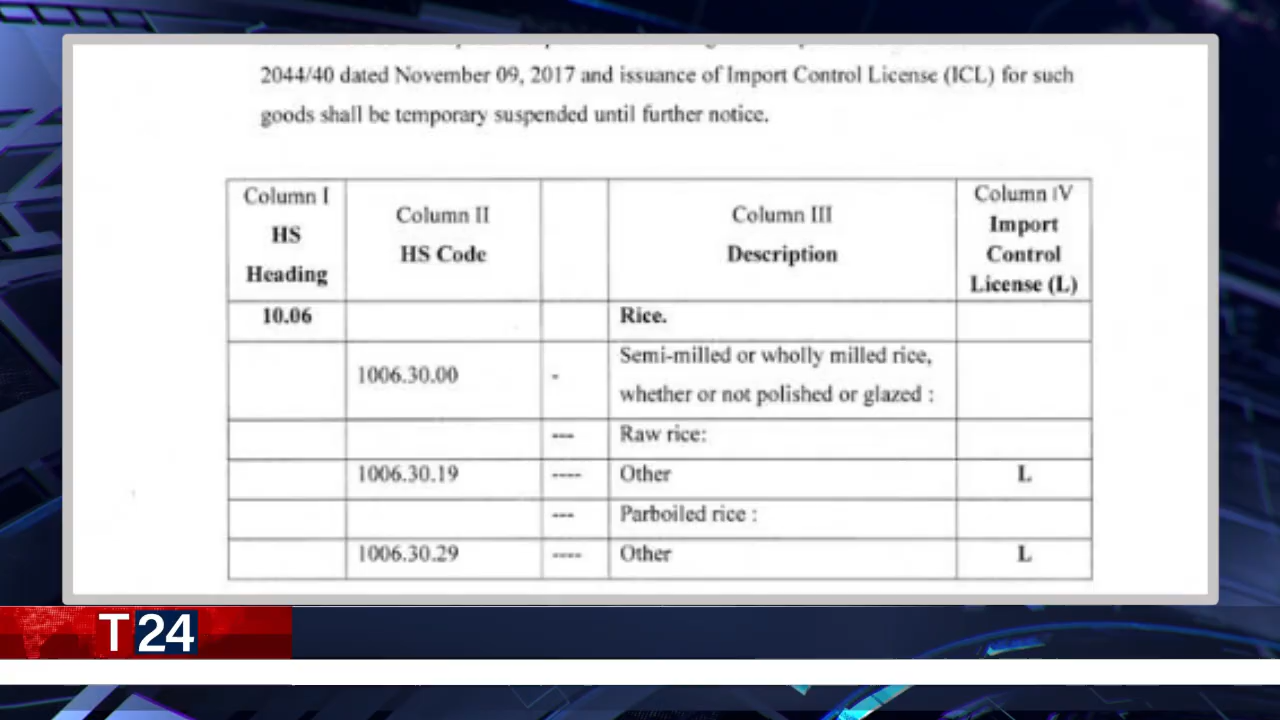 2044/40 dated November 09, 2017 and issuance of Import Control License (ICL) for such
goods shall be temporary suspended until further notice.
Column I
HS
Heading
Column II
HS Code
Column III
Description
Column IV
Import
Control
License (L)
10.06
Rice.
1006.30.00
-
Semi-milled or wholly milled rice,
whether or not polished or glazed :
---
Raw rice:
1006.30.19
----
Other
L
---
Parboiled rice :
1006.30.29
----
Other
L
T24